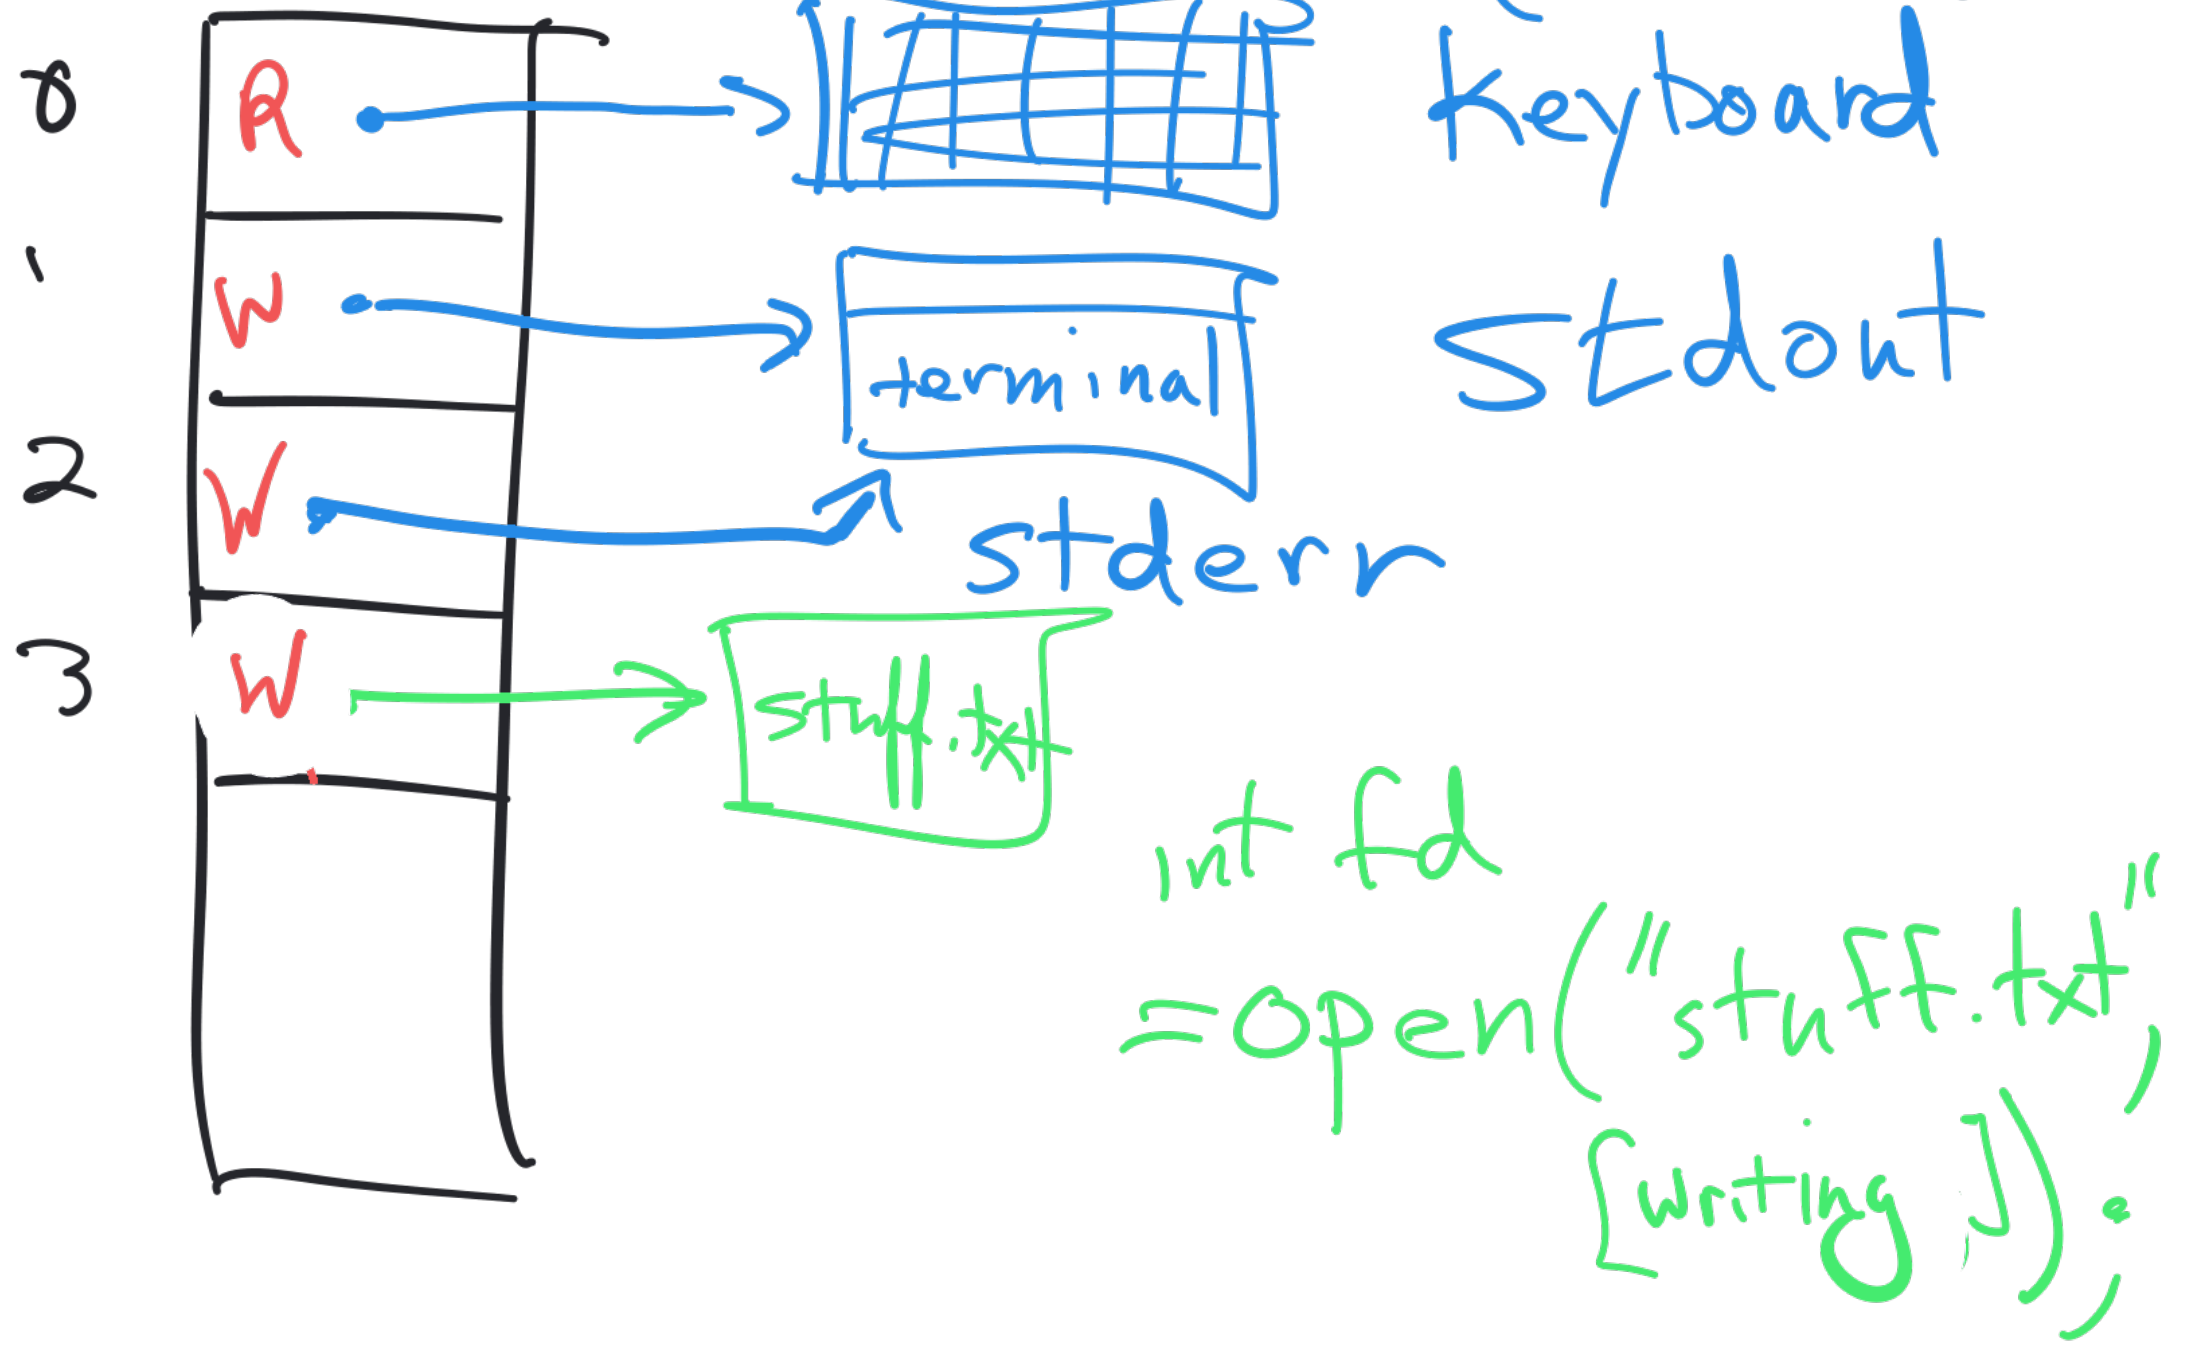 0 R keyboard
1 W terminal stdout
2 W stderr
3 W stuff.txt
int fd
=open("stuff.txt",
[writing]);